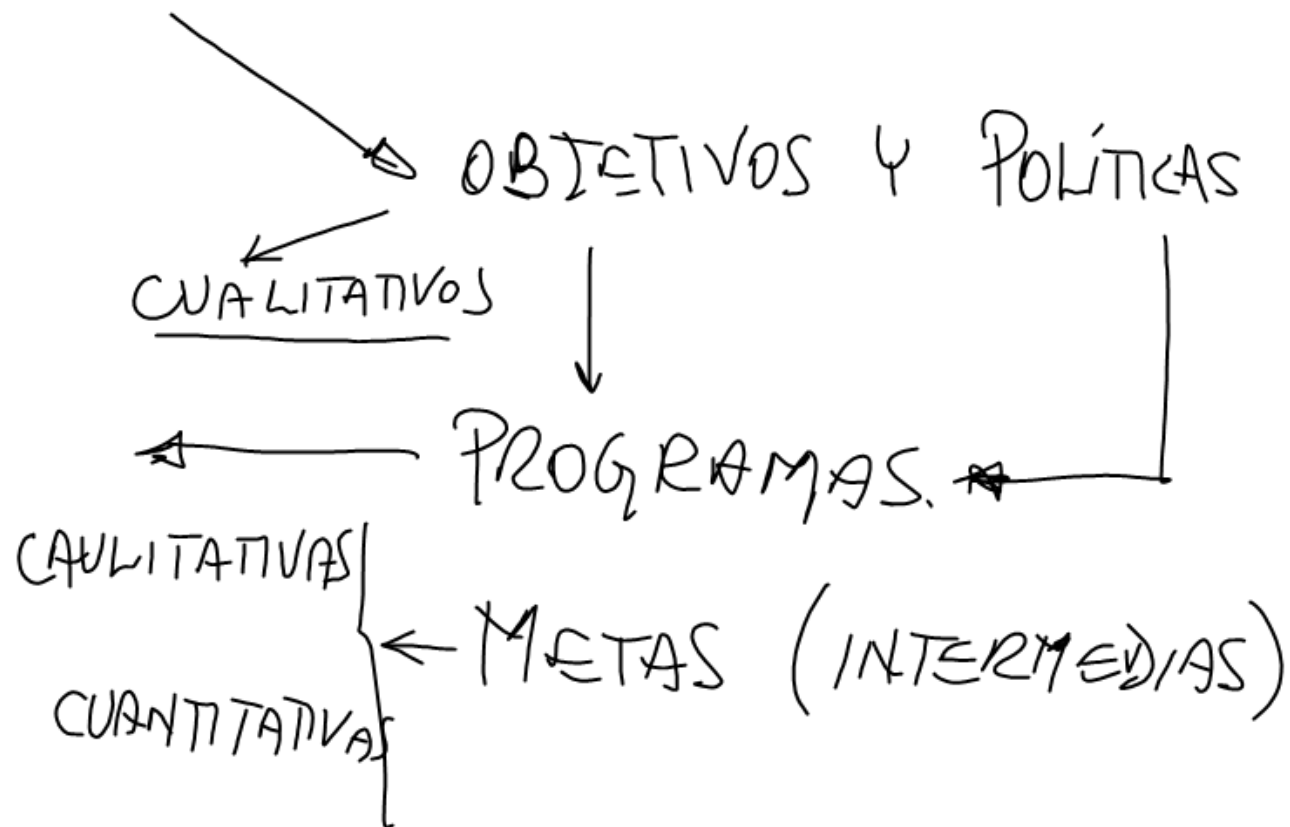 OBJETIVOS Y POLÍTICAS
CUALITATIVOS
PROGRAMAS.
CAULITATIVAS
METAS (INTERMEDIAS)
CUANTITATIVAS